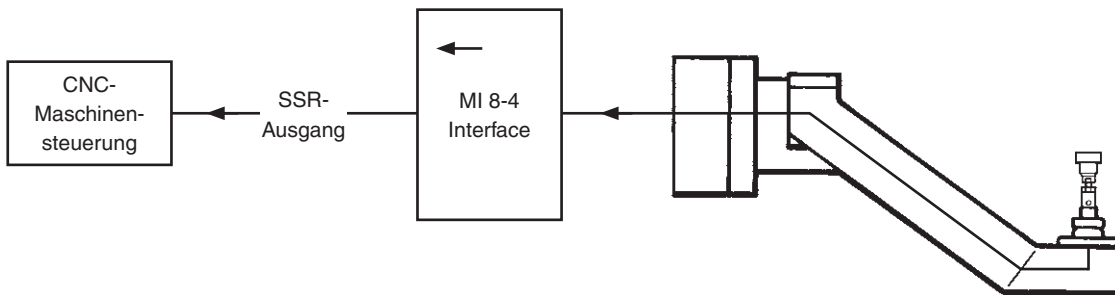 CNC-
Maschinen-
steuerung
SSR-
Ausgang
MI 8-4
Interface